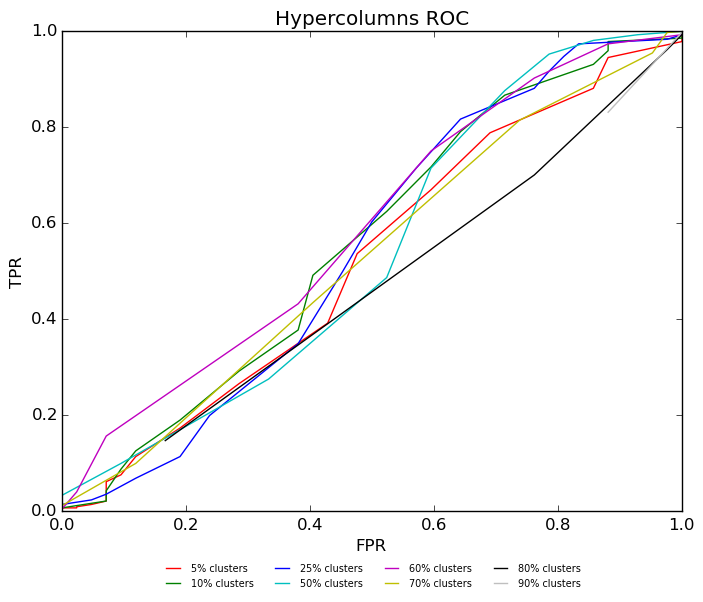 Hypercolumns ROC
1.0
0.8
0.6
0.4
0.2
0.0
TPR
0.0 0.2 0.4 0.6 0.8 1.0
FPR
5% clusters 25% clusters 60% clusters 80% clusters
10% clusters 50% clusters 70% clusters 90% clusters